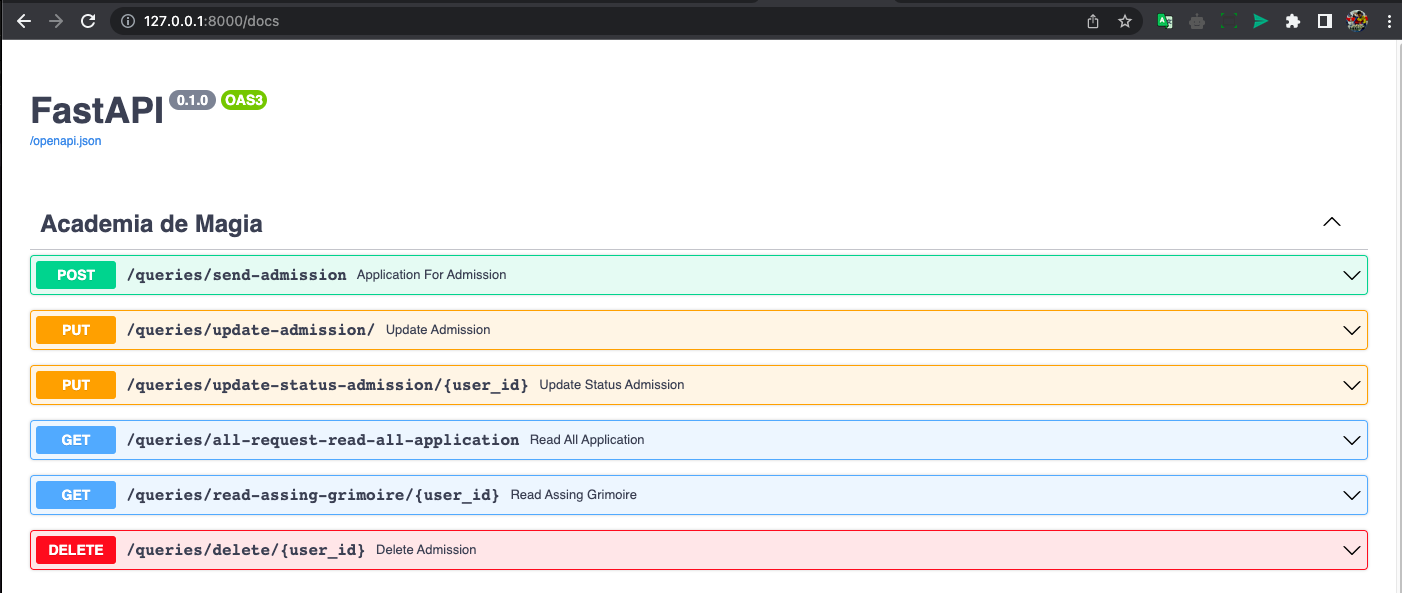 127.0.0.1:8000/docs
FastAPI 0.1.0 OAS3
/openapi.json
Academia de Magia
POST /queries/send-admission Application For Admission
PUT /queries/update-admission/ Update Admission
PUT /queries/update-status-admission/{user_id} Update Status Admission
GET /queries/all-request-read-all-application Read All Application
GET /queries/read-assing-grimoire/{user_id} Read Assing Grimoire
DELETE /queries/delete/{user_id} Delete Admission